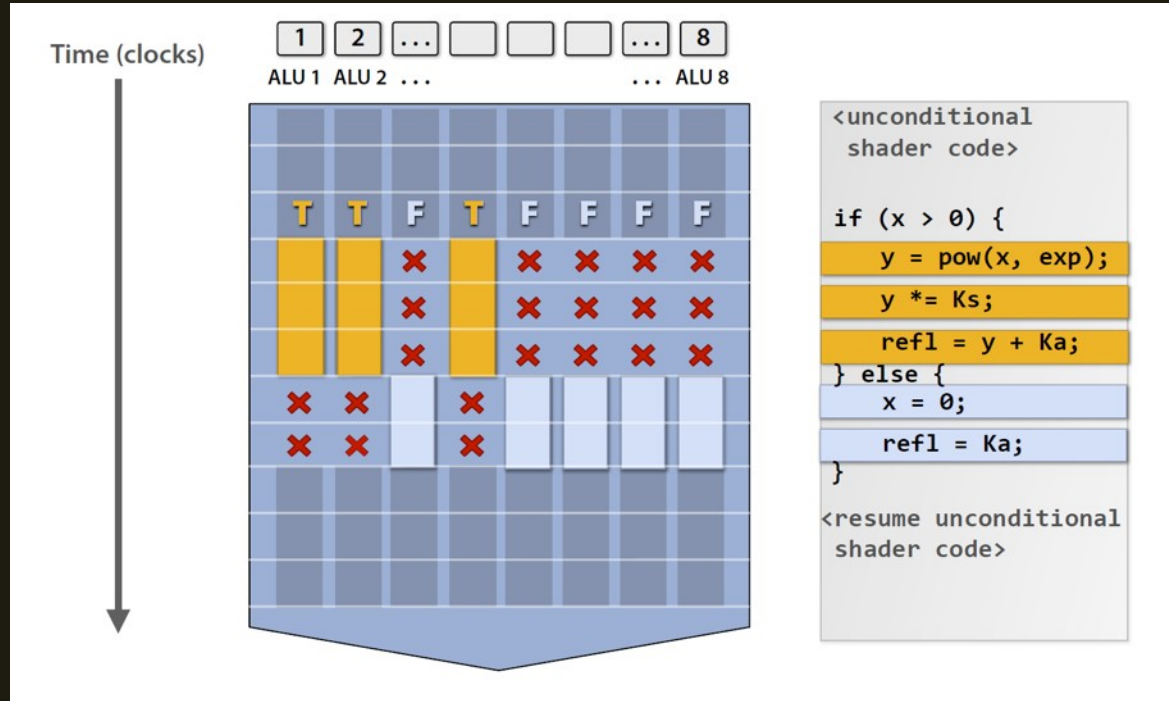 Time (clocks)
1 2 ... ... 8
ALU 1 ALU 2 ... ... ALU 8
T T F T F F F F
<unconditional
shader code>
if (x > 0) {
y = pow(x, exp);
y *= Ks;
refl = y + Ka;
} else {
x = 0;
refl = Ka;
}
<resume unconditional
shader code>